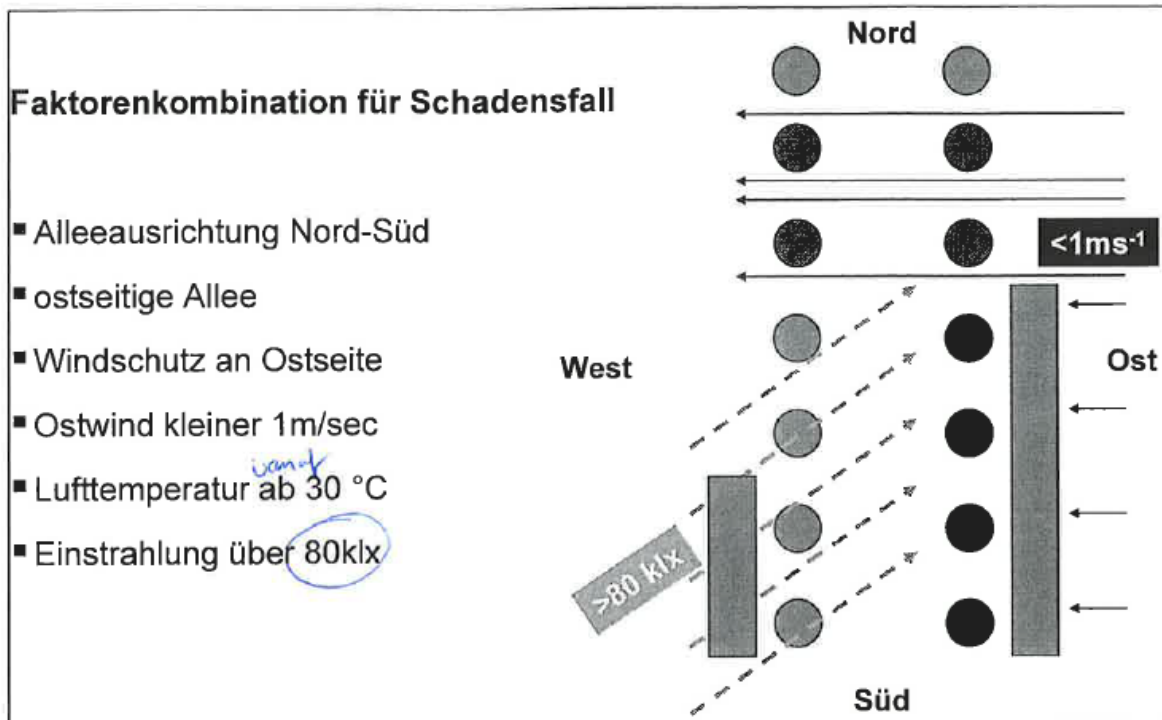 Nord
Faktorenkombination für Schadensfall
▪ Alleeausrichtung Nord-Süd
▪ ostseitige Allee
▪ Windschutz an Ostseite
▪ Ostwind kleiner 1m/sec
vanaf
▪ Lufttemperatur ab 30 °C
▪ Einstrahlung über 80klx
<1ms⁻¹
West
Ost
>80 klx
Süd